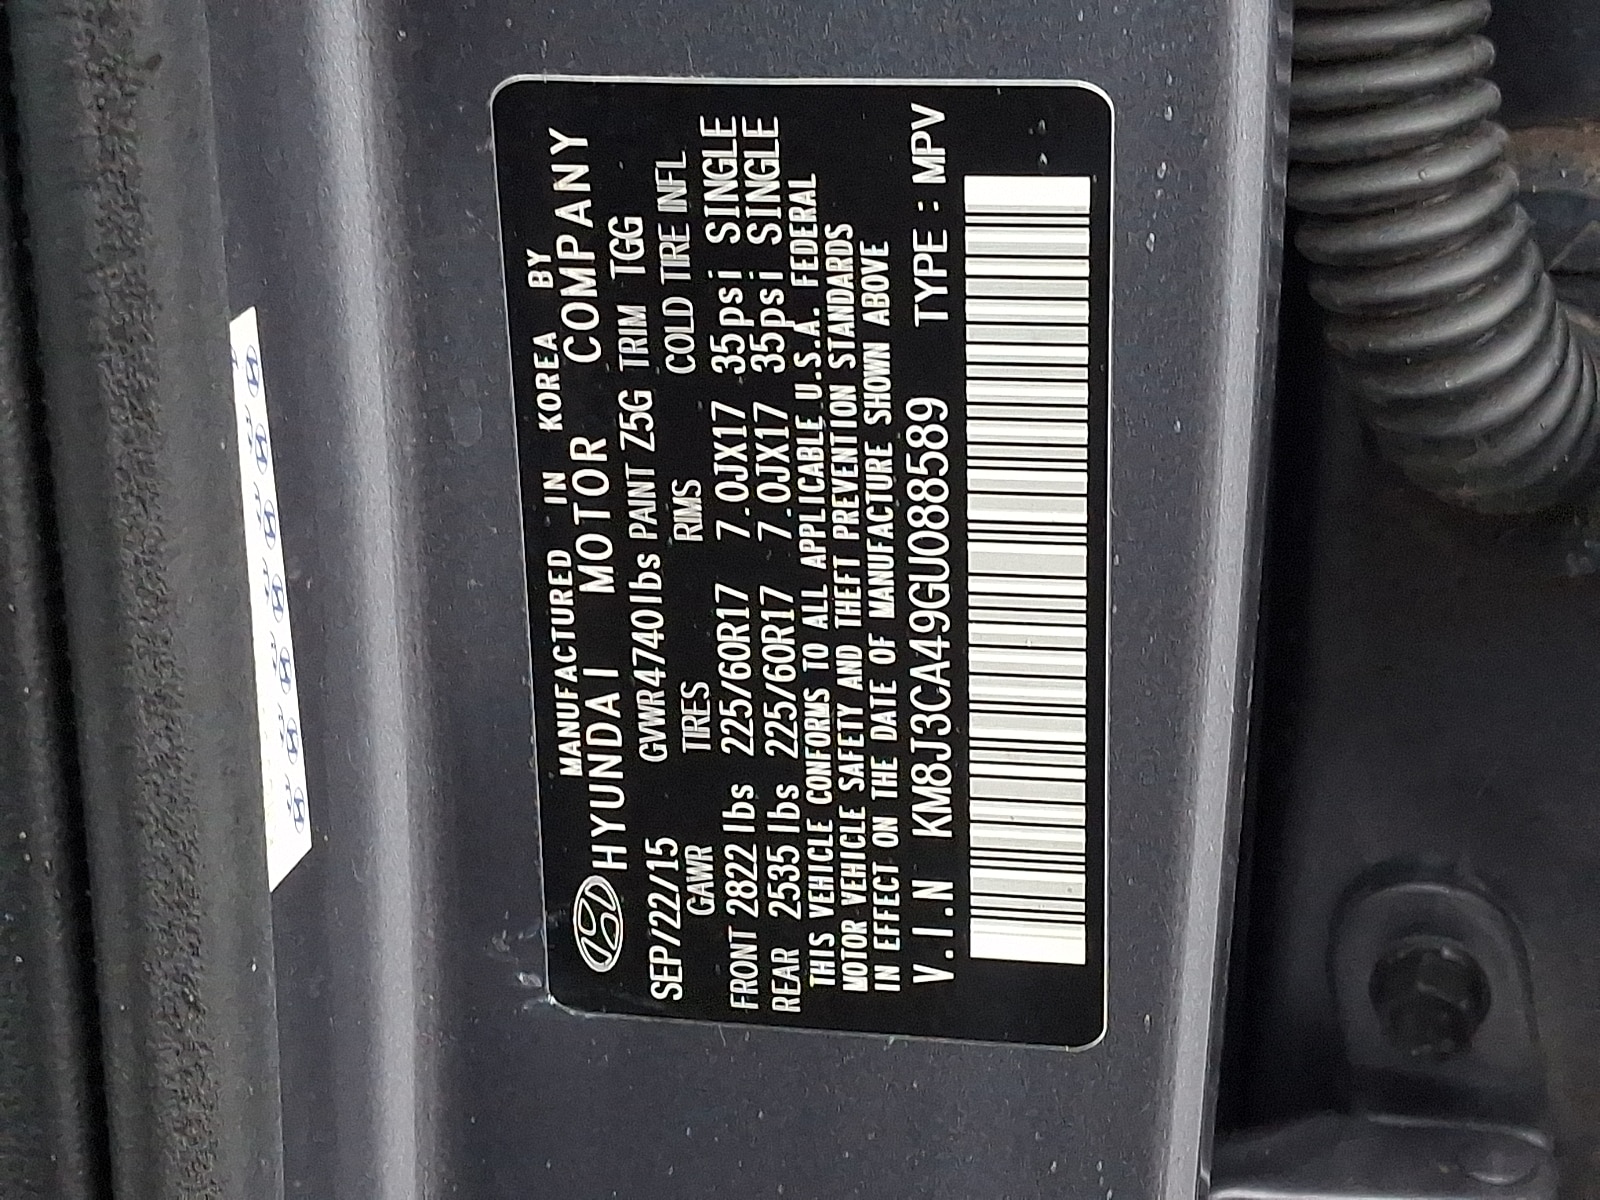 MANUFACTURED IN KOREA BY
HYUNDAI MOTOR COMPANY
SEP/22/15 GVWR4740lbs PAINT Z5G TRIM TGG
GAWR TIRES RIMS COLD TIRE INFL
FRONT 2822 lbs 225/60R17 7.0JX17 35psi SINGLE
REAR 2535 lbs 225/60R17 7.0JX17 35psi SINGLE
THIS VEHICLE CONFORMS TO ALL APPLICABLE U.S.A. FEDERAL
MOTOR VEHICLE SAFETY AND THEFT PREVENTION STANDARDS
IN EFFECT ON THE DATE OF MANUFACTURE SHOWN ABOVE
V.I.N KM8J3CA49GU088589 TYPE : MPV